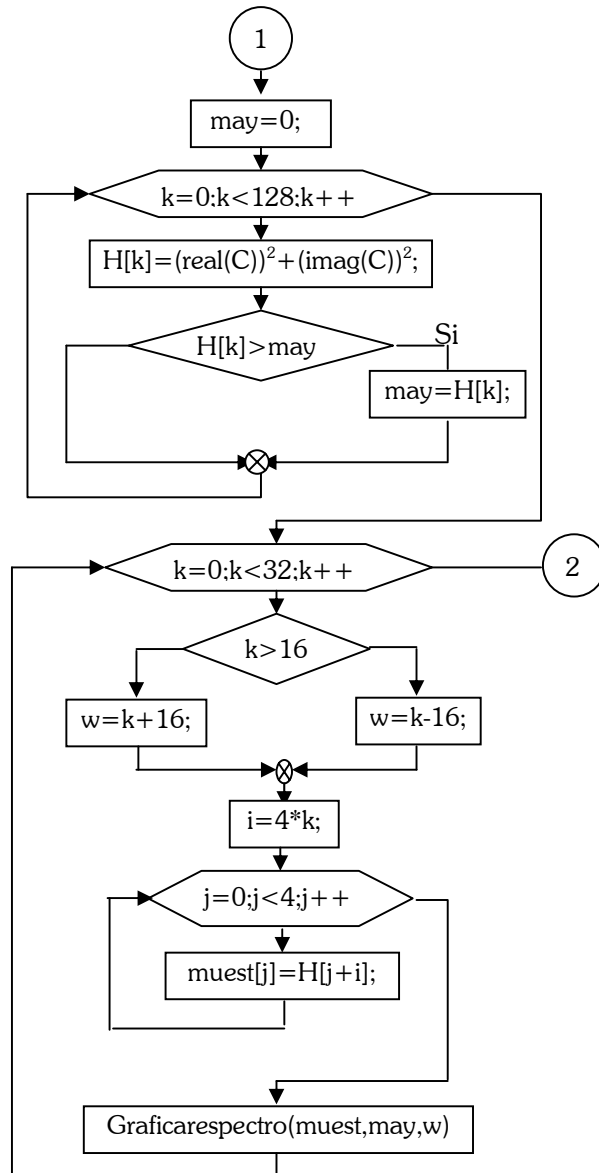 1
may=0;
k=0;k<128;k++
H[k]=(real(C))²+(imag(C))²;
H[k]>may
Si
may=H[k];
k=0;k<32;k++
2
k>16
w=k+16;
w=k-16;
i=4*k;
j=0;j<4;j++
muest[j]=H[j+i];
Graficarespectro(muest,may,w)